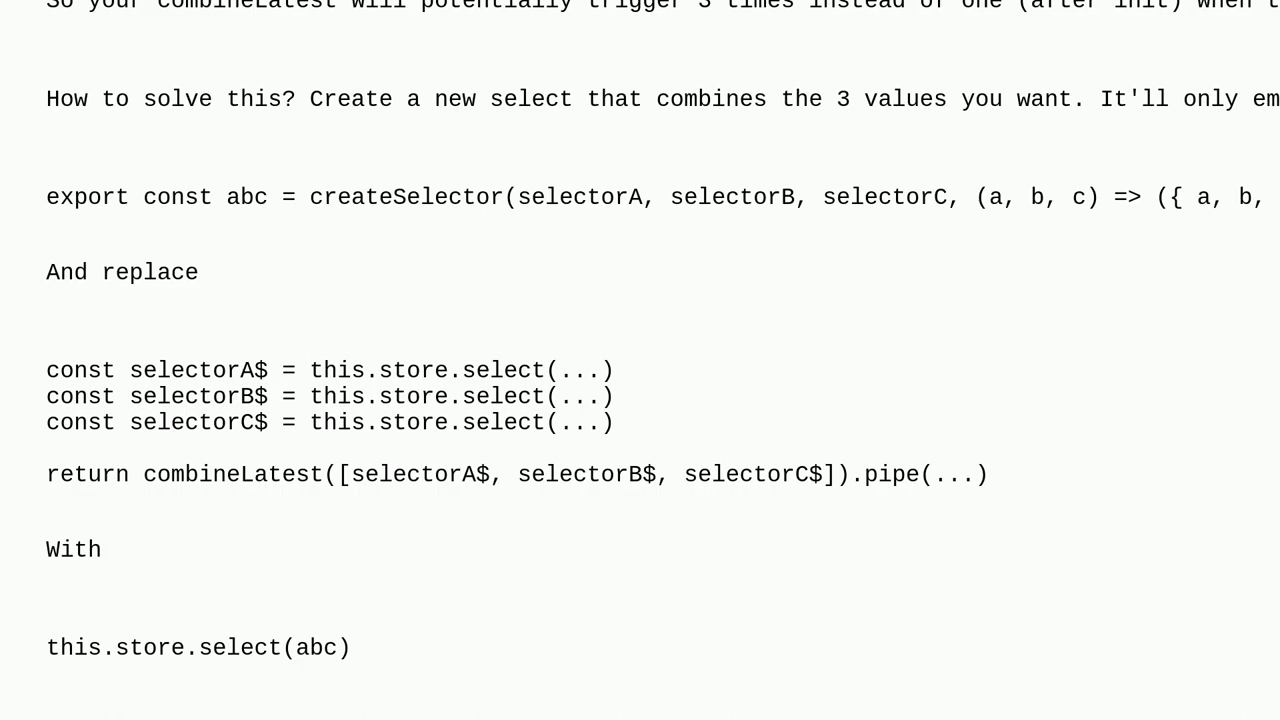 So your combineLatest will potentially trigger 3 times instead of one (after init) when
How to solve this? Create a new select that combines the 3 values you want. It'll only
export const abc = createSelector(selectorA, selectorB, selectorC, (a, b, c) => ({ a, b,
And replace
const selectorA$ = this.store.select(...)
const selectorB$ = this.store.select(...)
const selectorC$ = this.store.select(...)
return combineLatest([selectorA$, selectorB$, selectorC$]).pipe(...)
With
this.store.select(abc)